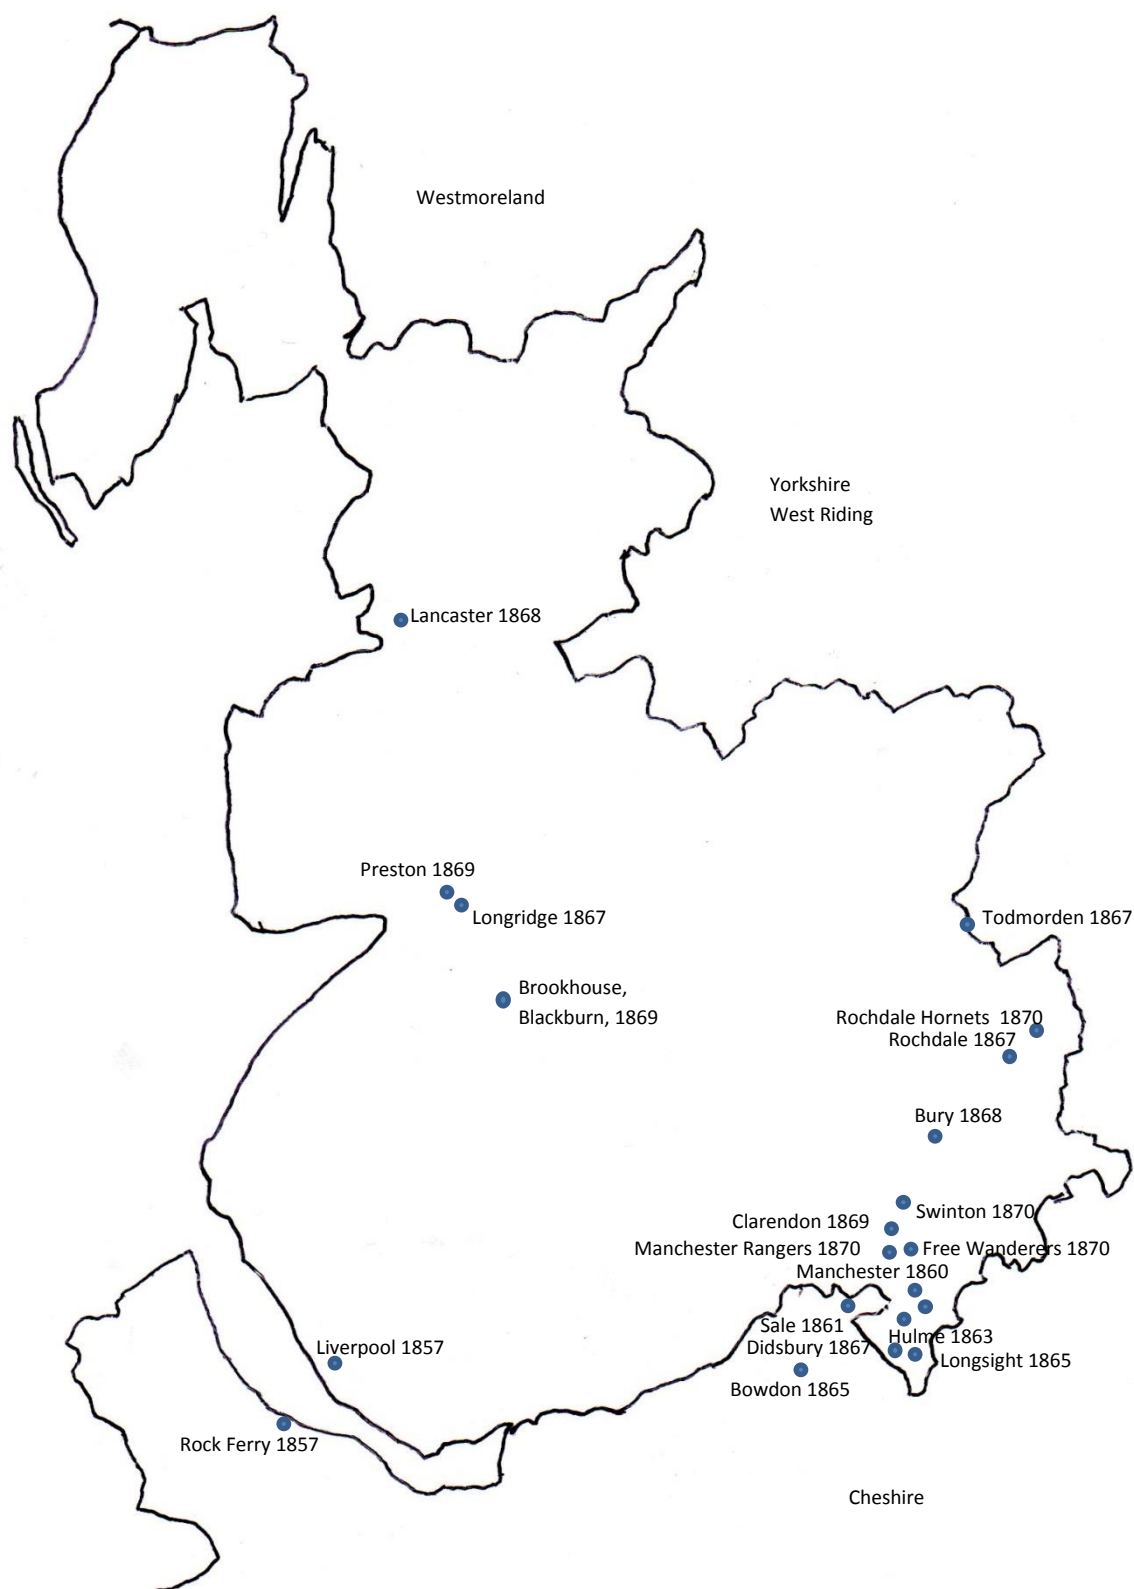 Westmoreland
Yorkshire
West Riding
Lancaster 1868
Preston 1869
Longridge 1867
Todmorden 1867
Brookhouse,
Blackburn, 1869
Rochdale Hornets 1870
Rochdale 1867
Bury 1868
Swinton 1870
Clarendon 1869
Manchester Rangers 1870
Free Wanderers 1870
Manchester 1860
Sale 1861
Hulme 1863
Didsbury 1867
Longsight 1865
Liverpool 1857
Bowdon 1865
Rock Ferry 1857
Cheshire